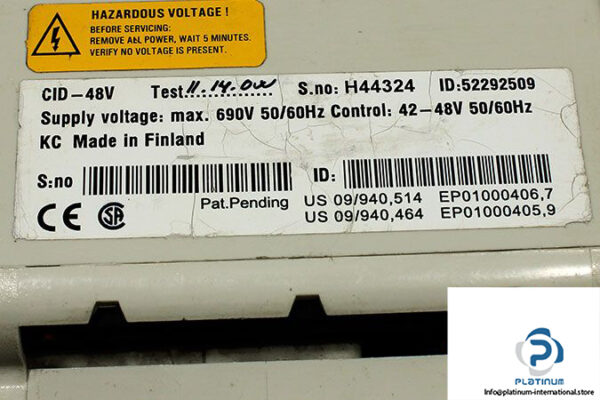 HAZARDOUS VOLTAGE !
BEFORE SERVICING:
REMOVE ALL POWER, WAIT 5 MINUTES.
VERIFY NO VOLTAGE IS PRESENT.
CID-48V Test 11.14.0 S.no: H44324 ID:52292509
Supply voltage: max. 690V 50/60Hz Control: 42-48V 50/60Hz
KC Made in Finland
S:no ID:
CE SA Pat.Pending US 09/940,514 EP01000406,7
US 09/940,464 EP01000405,9
P
PLATINUM
Info@platinum-international.store